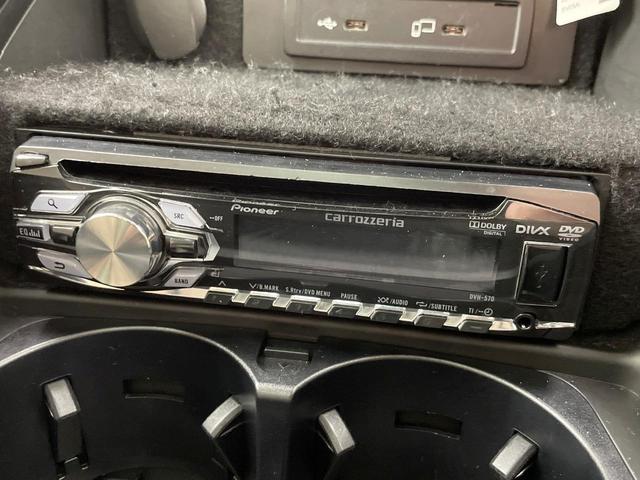 Pioneer
carrozzeria
DOLBY
DIGITAL
DIVX
DVD
VIDEO
SRC
OFF
EQ
BAND
B.MARK
S.Rtrv/DVD MENU
PAUSE
/AUDIO
/SUBTITLE
DVH-570